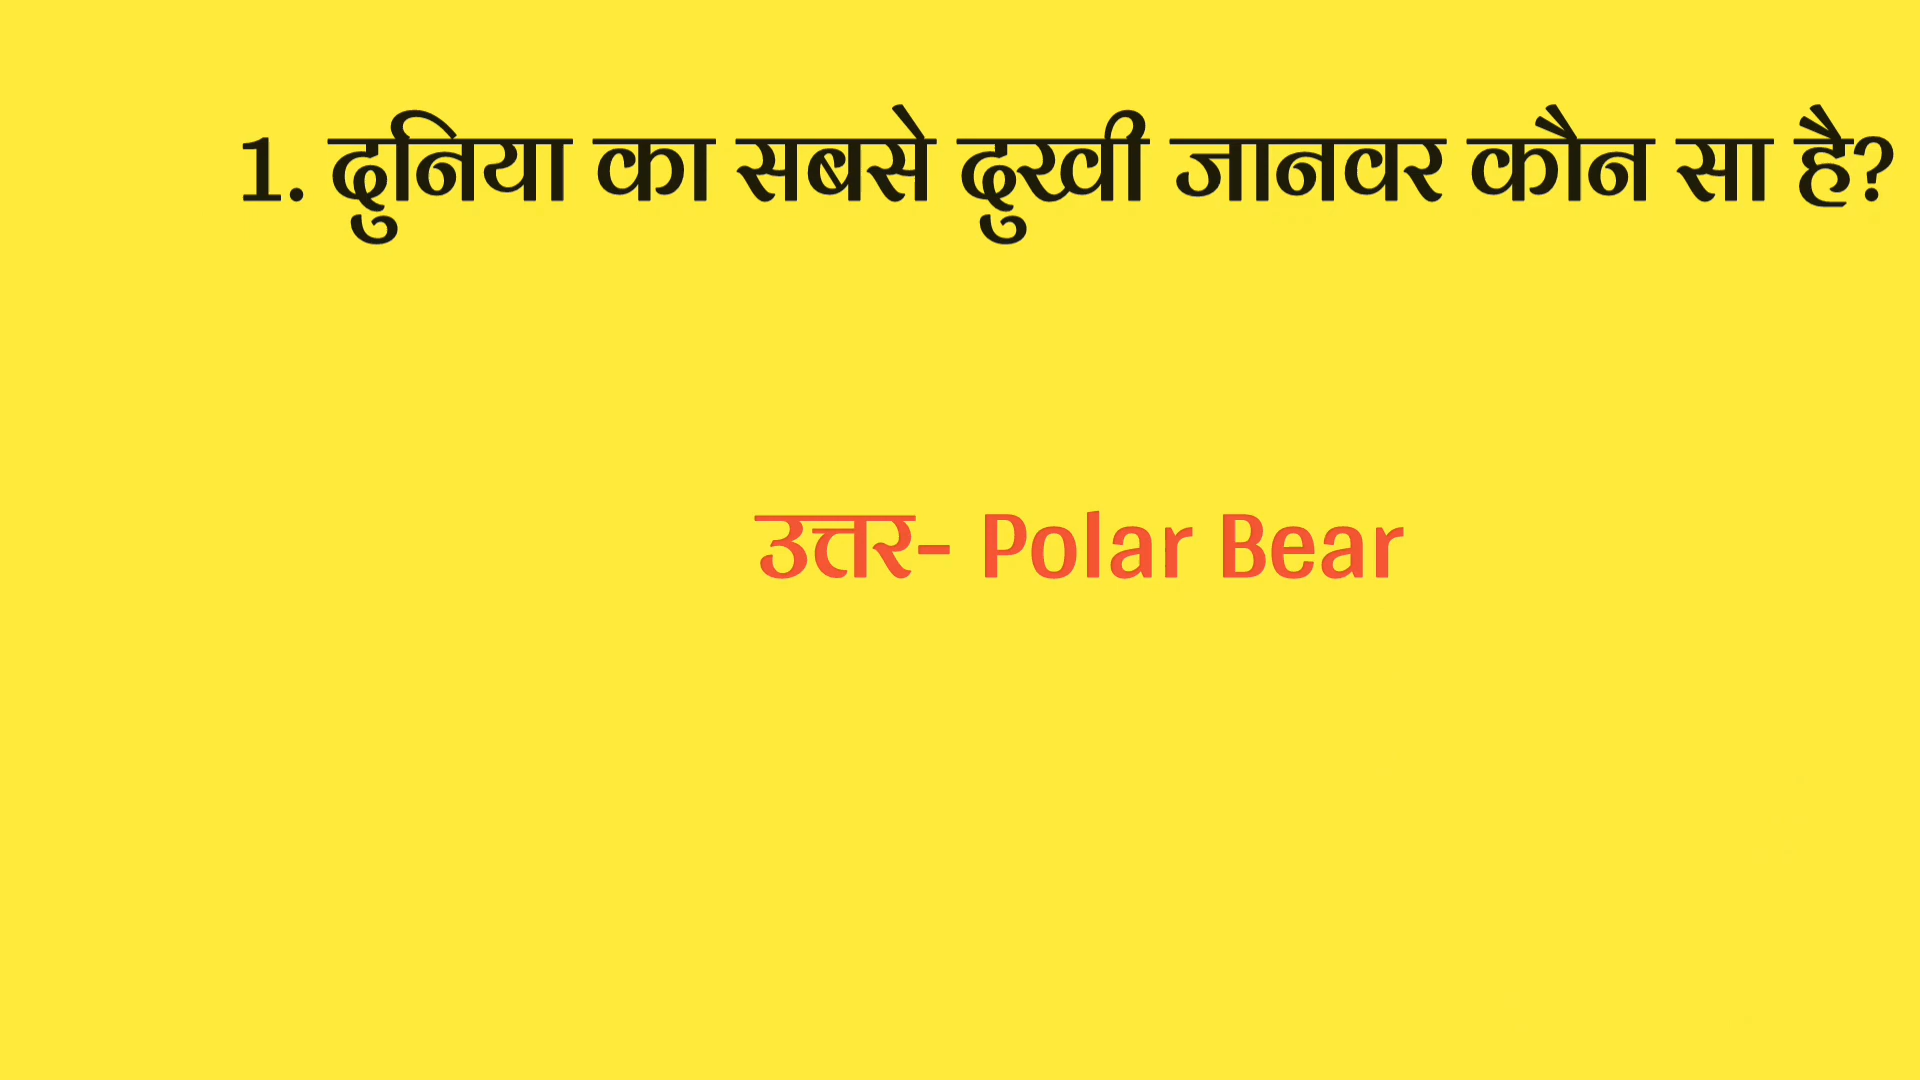 1. दुनिया का सबसे दुखी जानवर कौन सा है?
उत्तर- Polar Bear